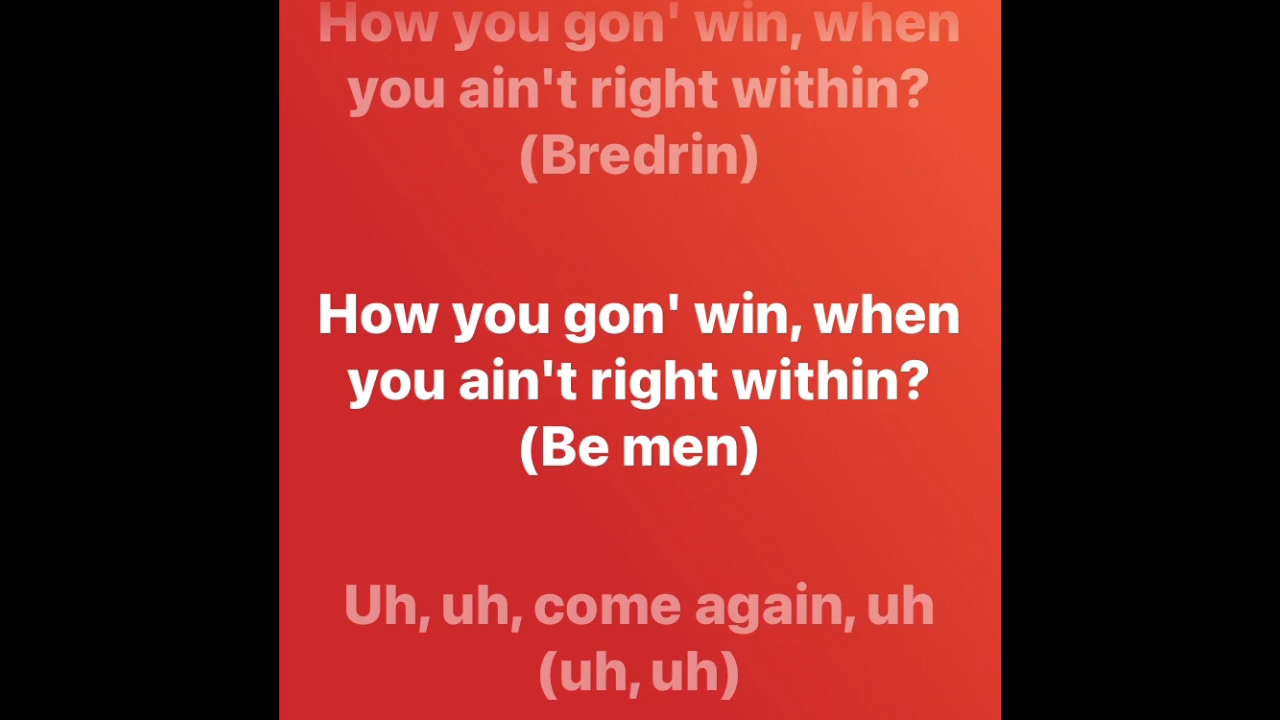 How you gon' win, when
you ain't right within?
(Bredrin)
How you gon' win, when
you ain't right within?
(Be men)
Uh, uh, come again, uh
(uh, uh)